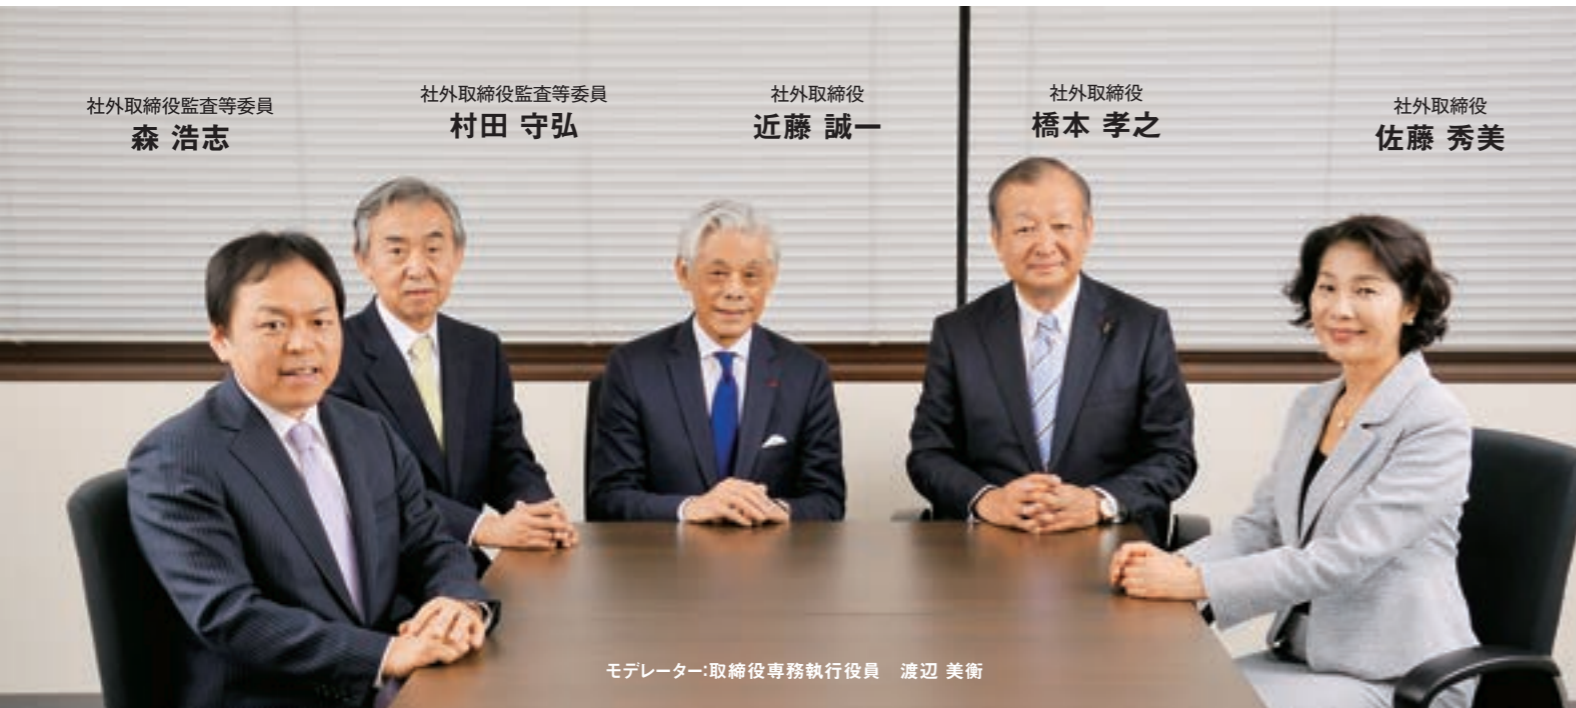 社外取締役監査等委員
森 浩志
社外取締役監査等委員
村田 守弘
社外取締役
近藤 誠一
社外取締役
橋本 孝之
社外取締役
佐藤 秀美
モデレーター:取締役専務執行役員　渡辺 美衡